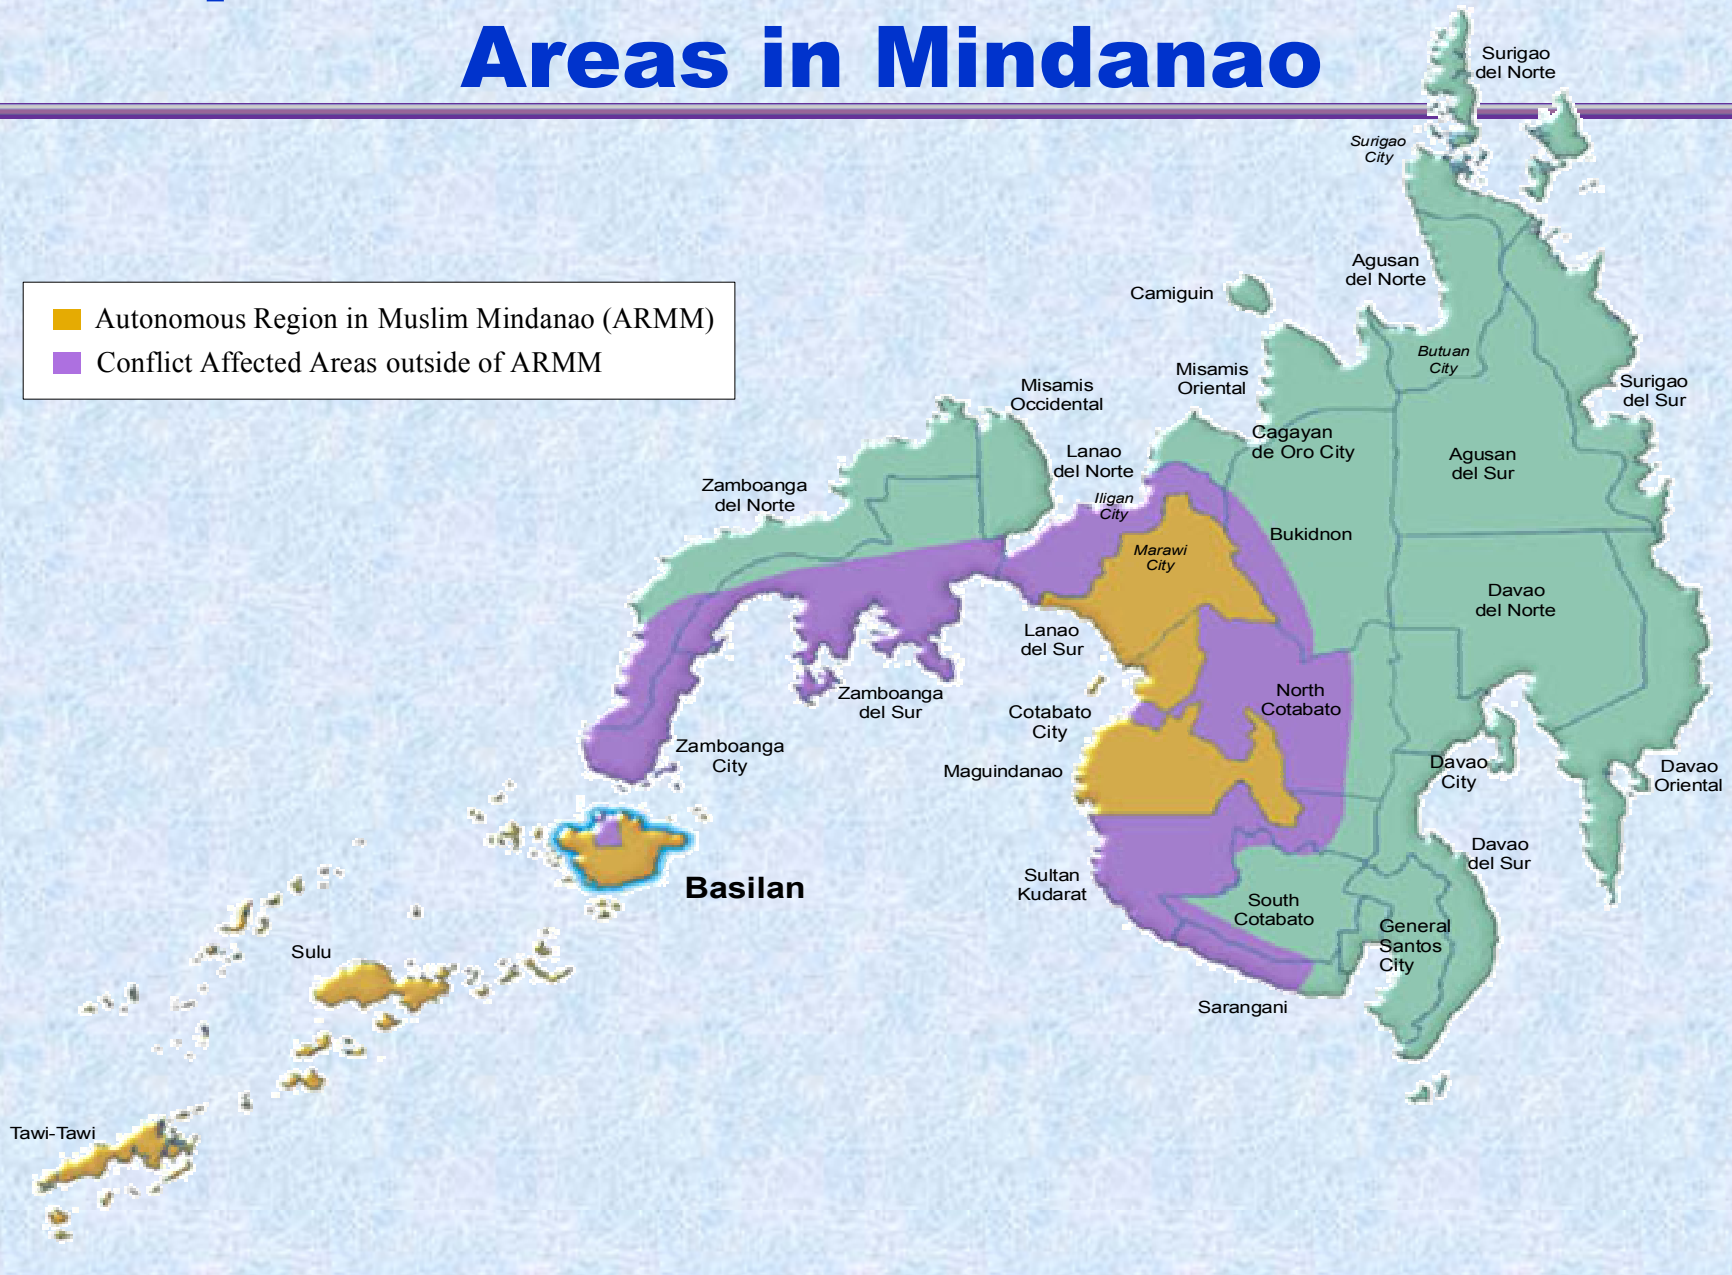 Areas in Mindanao
Surigao
del Norte
Surigao
City
Agusan
del Norte
Camiguin
Autonomous Region in Muslim Mindanao (ARMM)
Conflict Affected Areas outside of ARMM
Butuan
City
Misamis
Oriental
Surigao
del Sur
Misamis
Occidental
Cagayan
de Oro City
Lanao
del Norte
Agusan
del Sur
Zamboanga
del Norte
Iligan
City
Bukidnon
Marawi
City
Davao
del Norte
Lanao
del Sur
North
Cotabato
Zamboanga
del Sur
Cotabato
City
Zamboanga
City
Maguindanao
Davao
City
Davao
Oriental
Davao
del Sur
Sultan
Kudarat
Basilan
South
Cotabato
General
Santos
City
Sulu
Sarangani
Tawi-Tawi